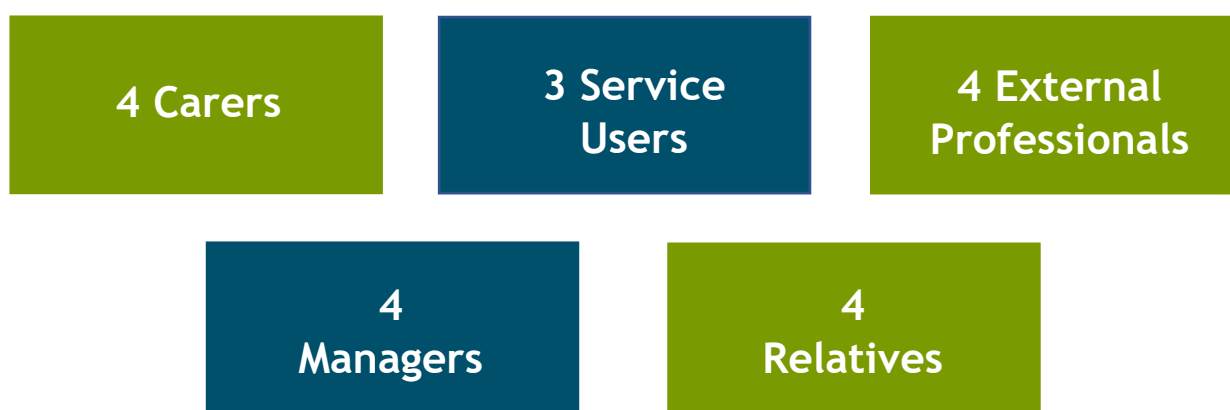 4 Carers
3 Service
Users
4 External
Professionals
4
Managers
4
Relatives